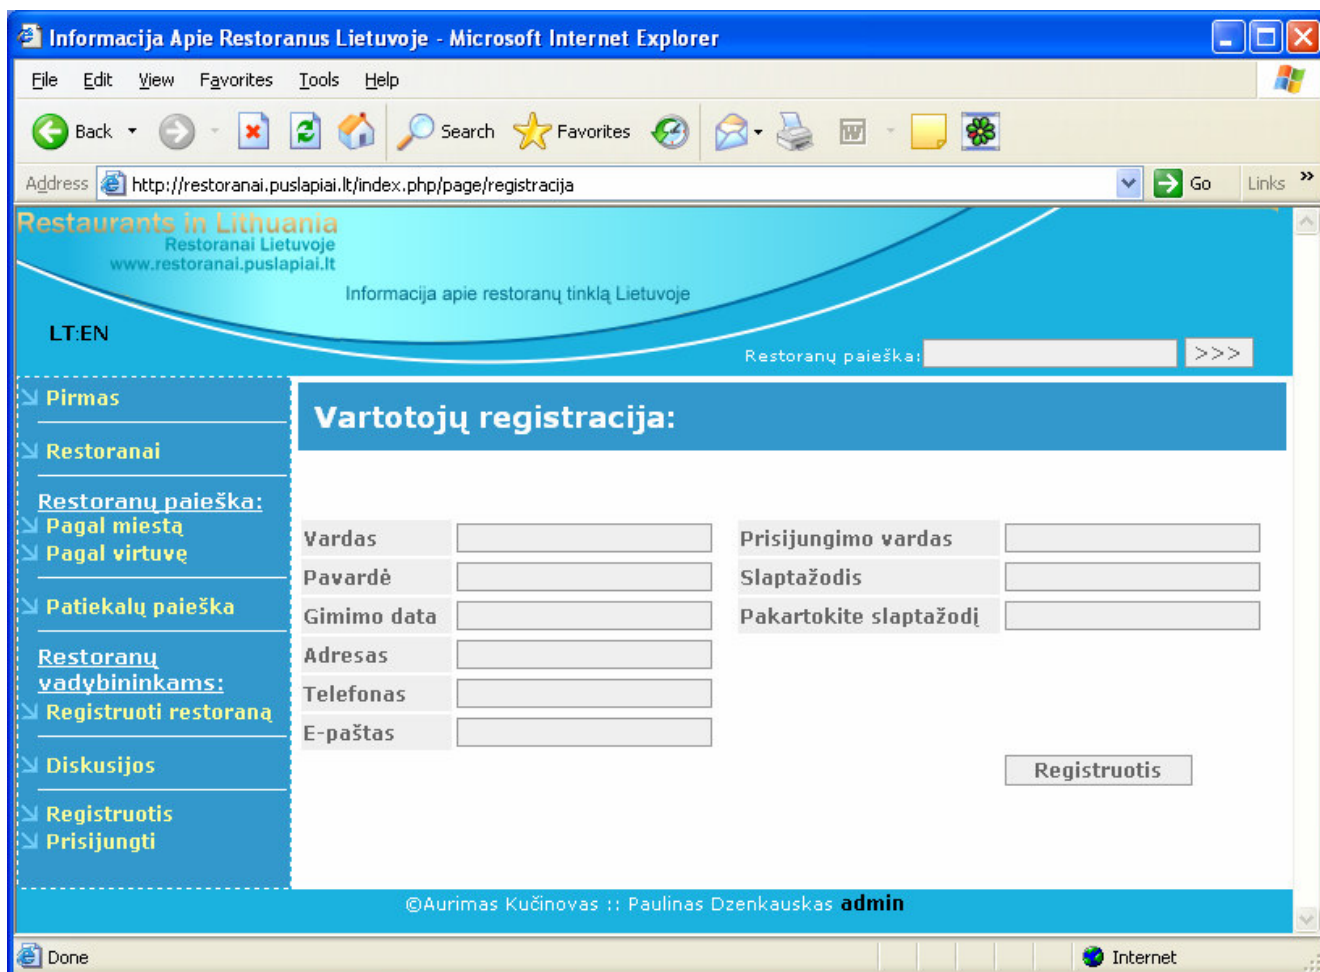 Informacija Apie Restoranus Lietuvoje - Microsoft Internet Explorer
File Edit View Favorites Tools Help
Back Search Favorites
Address http://restoranai.puslapiai.lt/index.php/page/registracija Go Links »
Restaurants in Lithuania
Restoranai Lietuvoje
www.restoranai.puslapiai.lt
Informacija apie restoranų tinklą Lietuvoje
LT:EN
Restoranų paieška: >>>
Pirmas
Restoranai
Restoranų paieška:
Pagal miestą
Pagal virtuvę
Patiekalų paieška
Restoranų
vadybininkams:
Registruoti restoraną
Diskusijos
Registruotis
Prisijungti
Vartotojų registracija:
Vardas Prisijungimo vardas
Pavardė Slaptažodis
Gimimo data Pakartokite slaptažodį
Adresas
Telefonas
E-paštas
Registruotis
©Aurimas Kučinovas :: Paulinas Dzenkauskas admin
Done Internet